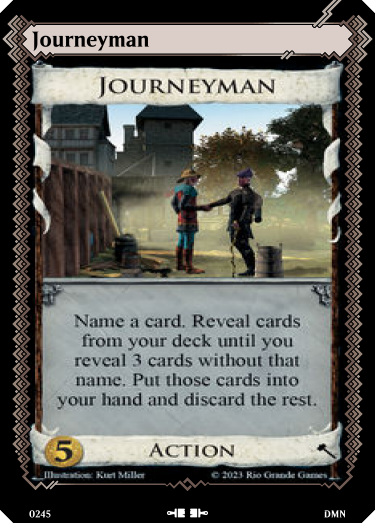 Journeyman
JOURNEYMAN
Name a card. Reveal cards
from your deck until you
reveal 3 cards without that
name. Put those cards into
your hand and discard the rest.
5
ACTION
Illustration: Kurt Miller © 2023 Rio Grande Games
0245 DMN